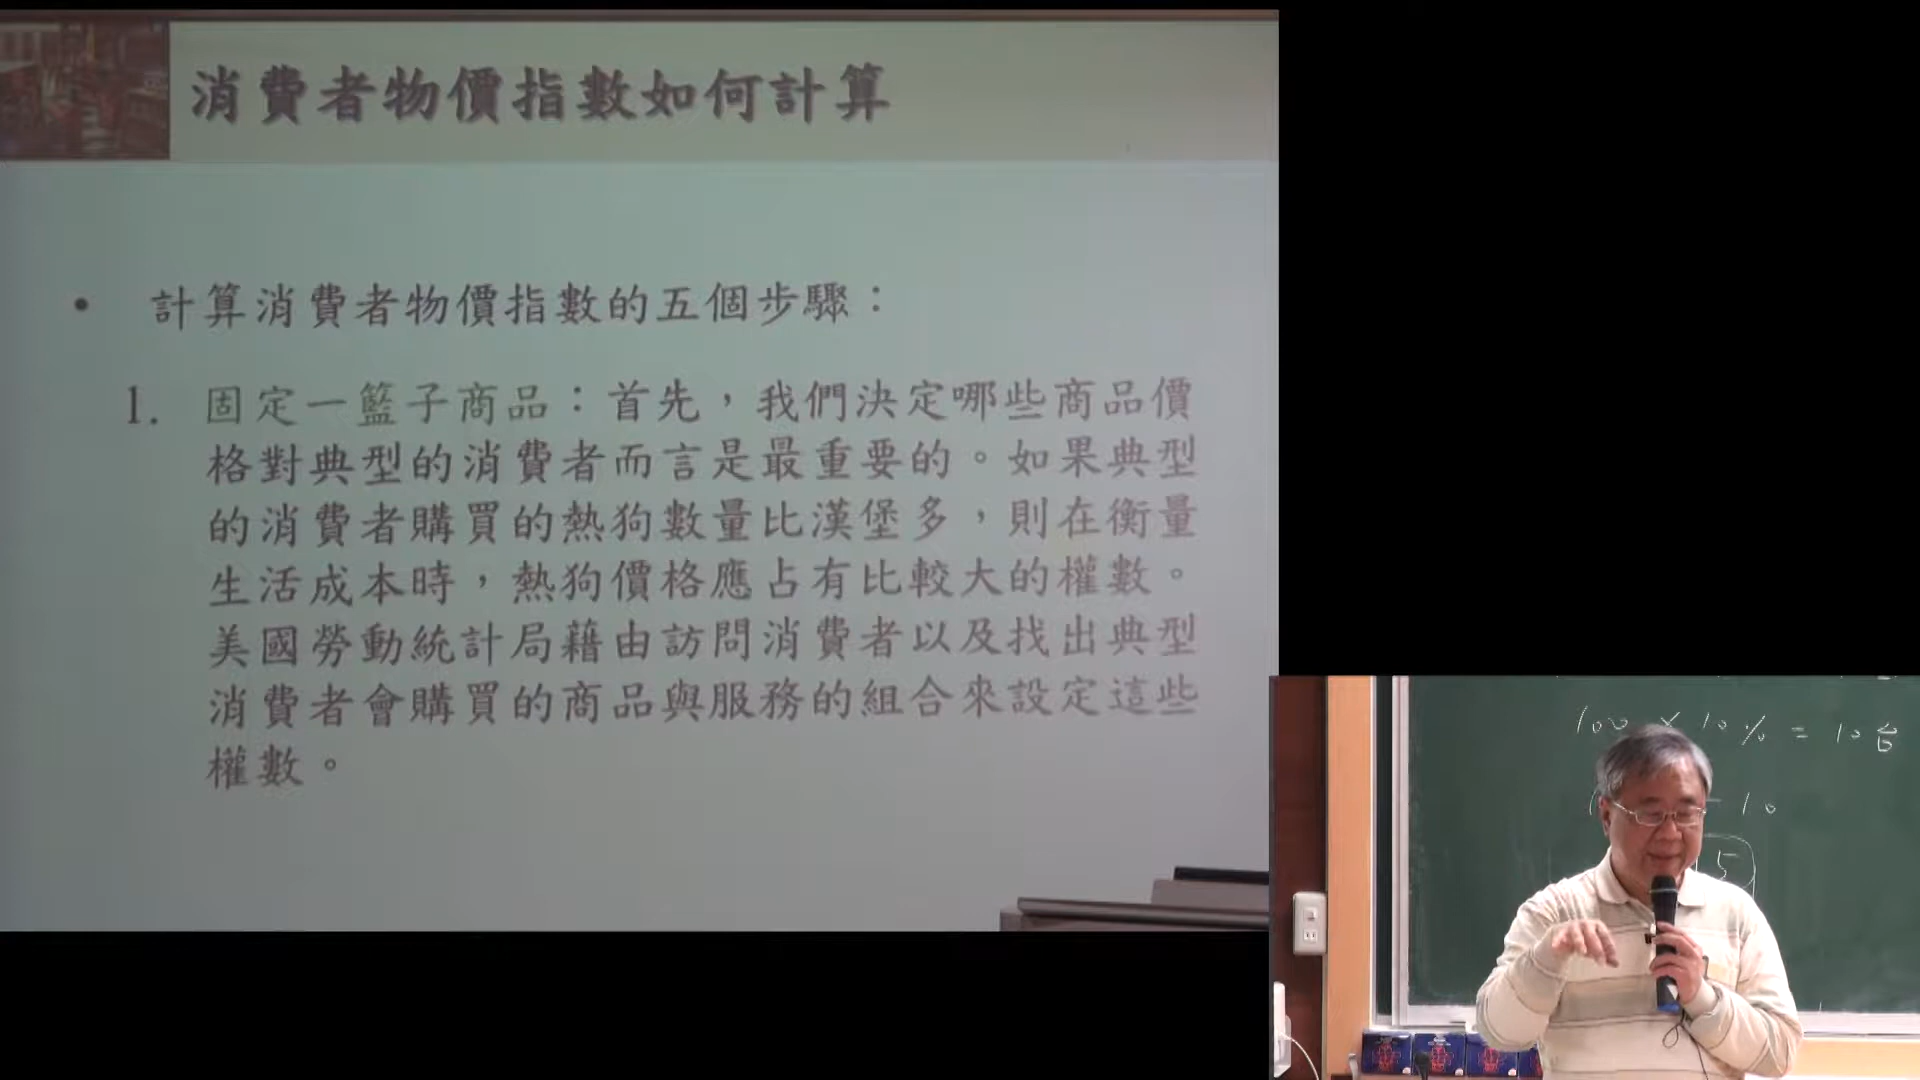 消費者物價指數如何計算
• 計算消費者物價指數的五個步驟：
1. 固定一籃子商品：首先，我們決定哪些商品價
格對典型的消費者而言是最重要的。如果典型
的消費者購買的熱狗數量比漢堡多，則在衡量
生活成本時，熱狗價格應占有比較大的權數。
美國勞動統計局藉由訪問消費者以及找出典型
消費者會購買的商品與服務的組合來設定這些
權數。
100 × 10% = 10台
10
5